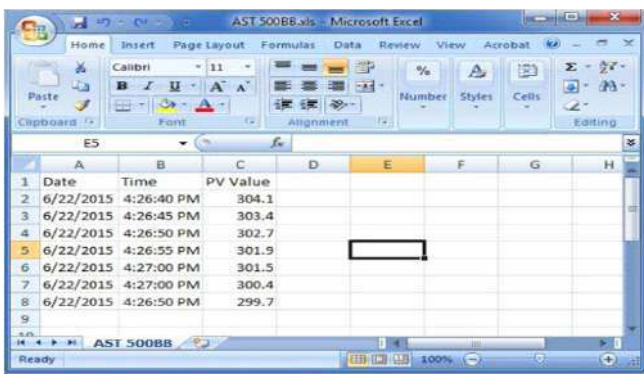 AST 500BB.xls - Microsoft Excel
Home Insert Page Layout Formulas Data Review View Acrobat
Calibri 11
Paste B I U A A % Number A Styles Cells Σ
Clipboard Font Alignment Editing
E5 fx
A B C D E F G H
1 Date Time PV Value
2 6/22/2015 4:26:40 PM 304.1
3 6/22/2015 4:26:45 PM 303.4
4 6/22/2015 4:26:50 PM 302.7
5 6/22/2015 4:26:55 PM 301.9
6 6/22/2015 4:27:00 PM 301.5
7 6/22/2015 4:27:00 PM 300.4
8 6/22/2015 4:26:50 PM 299.7
9
10
AST 500BB
Ready 100%